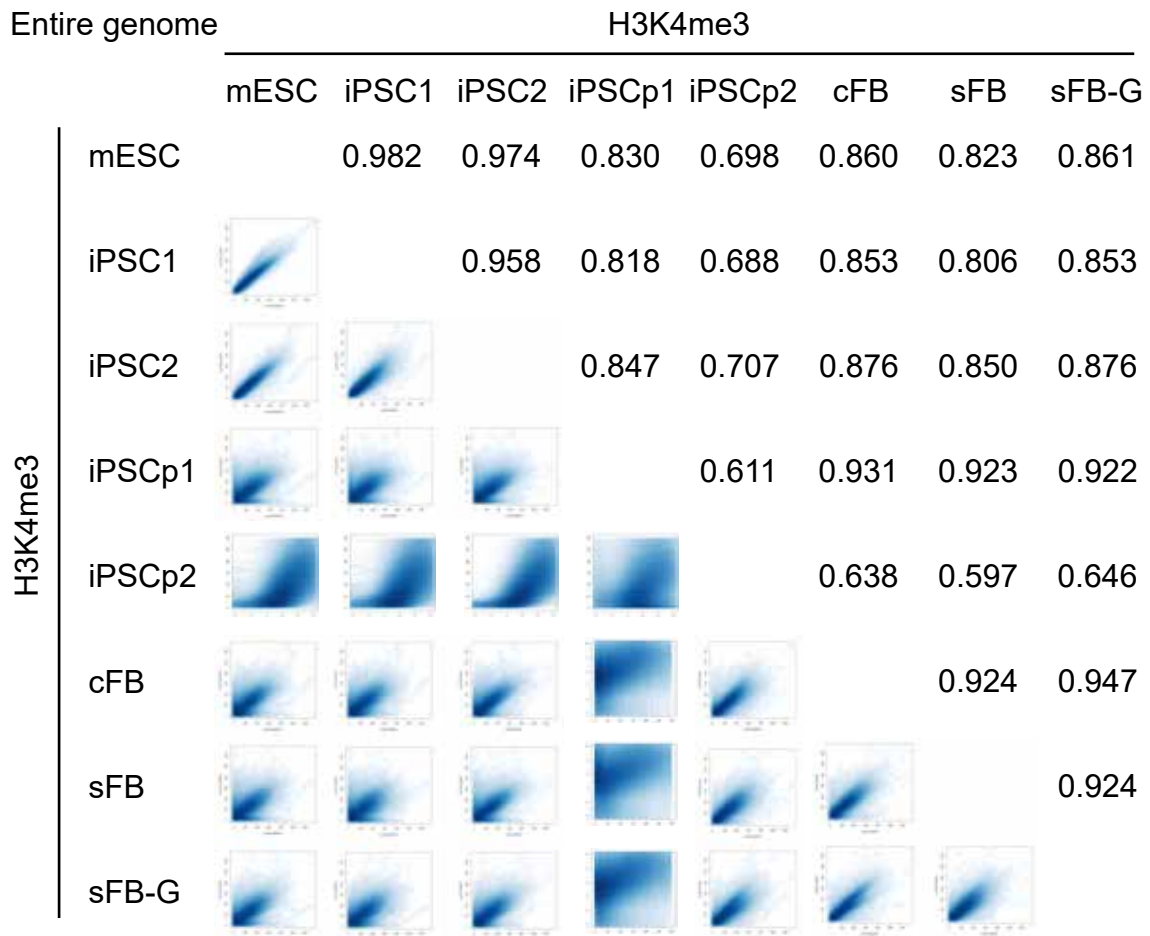 Entire genome H3K4me3
mESC iPSC1 iPSC2 iPSCp1 iPSCp2 cFB sFB sFB-G
mESC 0.982 0.974 0.830 0.698 0.860 0.823 0.861
iPSC1 0.958 0.818 0.688 0.853 0.806 0.853
iPSC2 0.847 0.707 0.876 0.850 0.876
iPSCp1 0.611 0.931 0.923 0.922
iPSCp2 0.638 0.597 0.646
cFB 0.924 0.947
sFB 0.924
sFB-G
H3K4me3